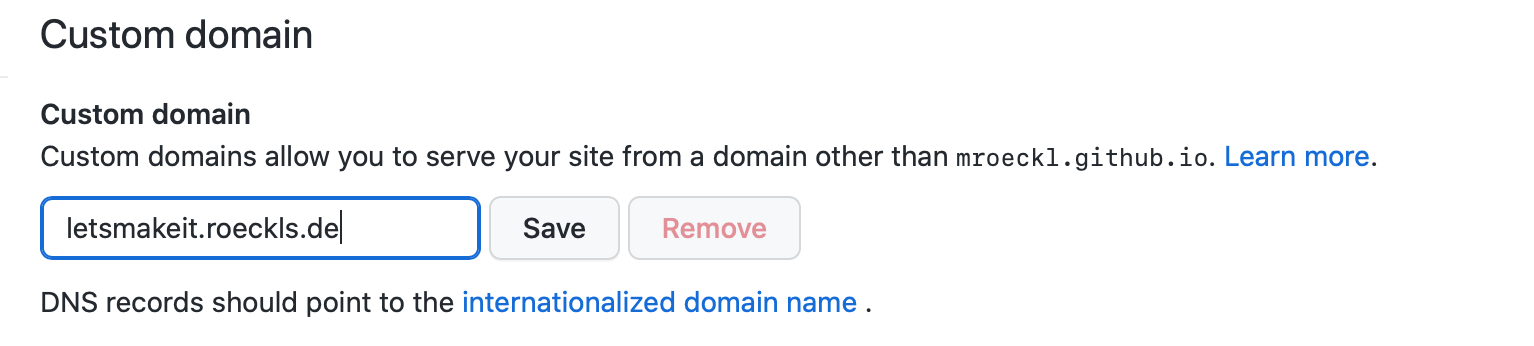 Custom domain
Custom domain
Custom domains allow you to serve your site from a domain other than mroeckl.github.io. Learn more.
letsmakeit.roeckls.de Save Remove
DNS records should point to the internationalized domain name .